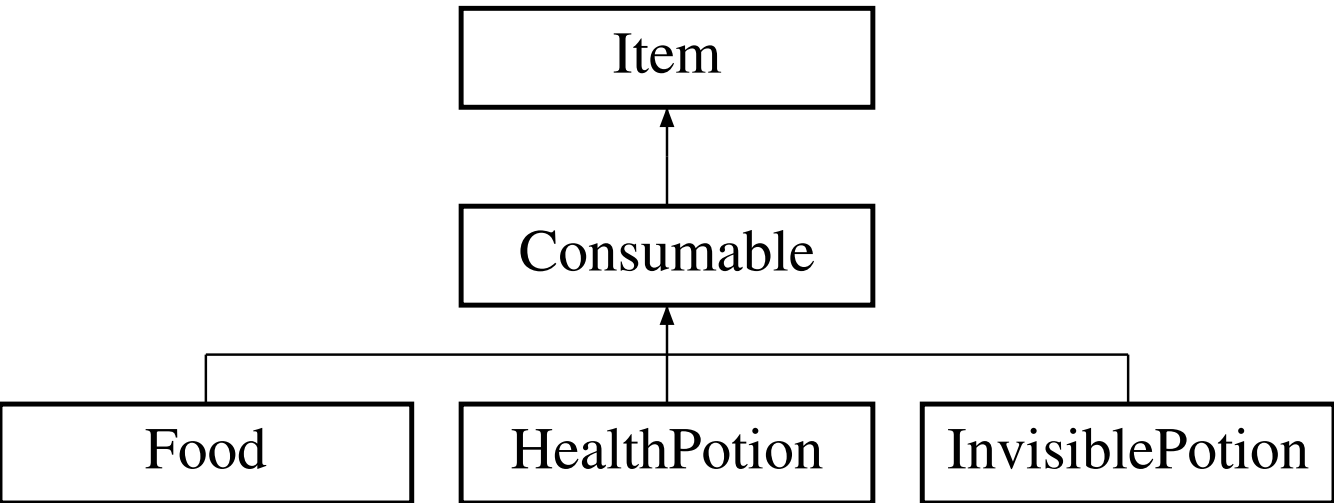 Item
Consumable
Food
HealthPotion
InvisiblePotion